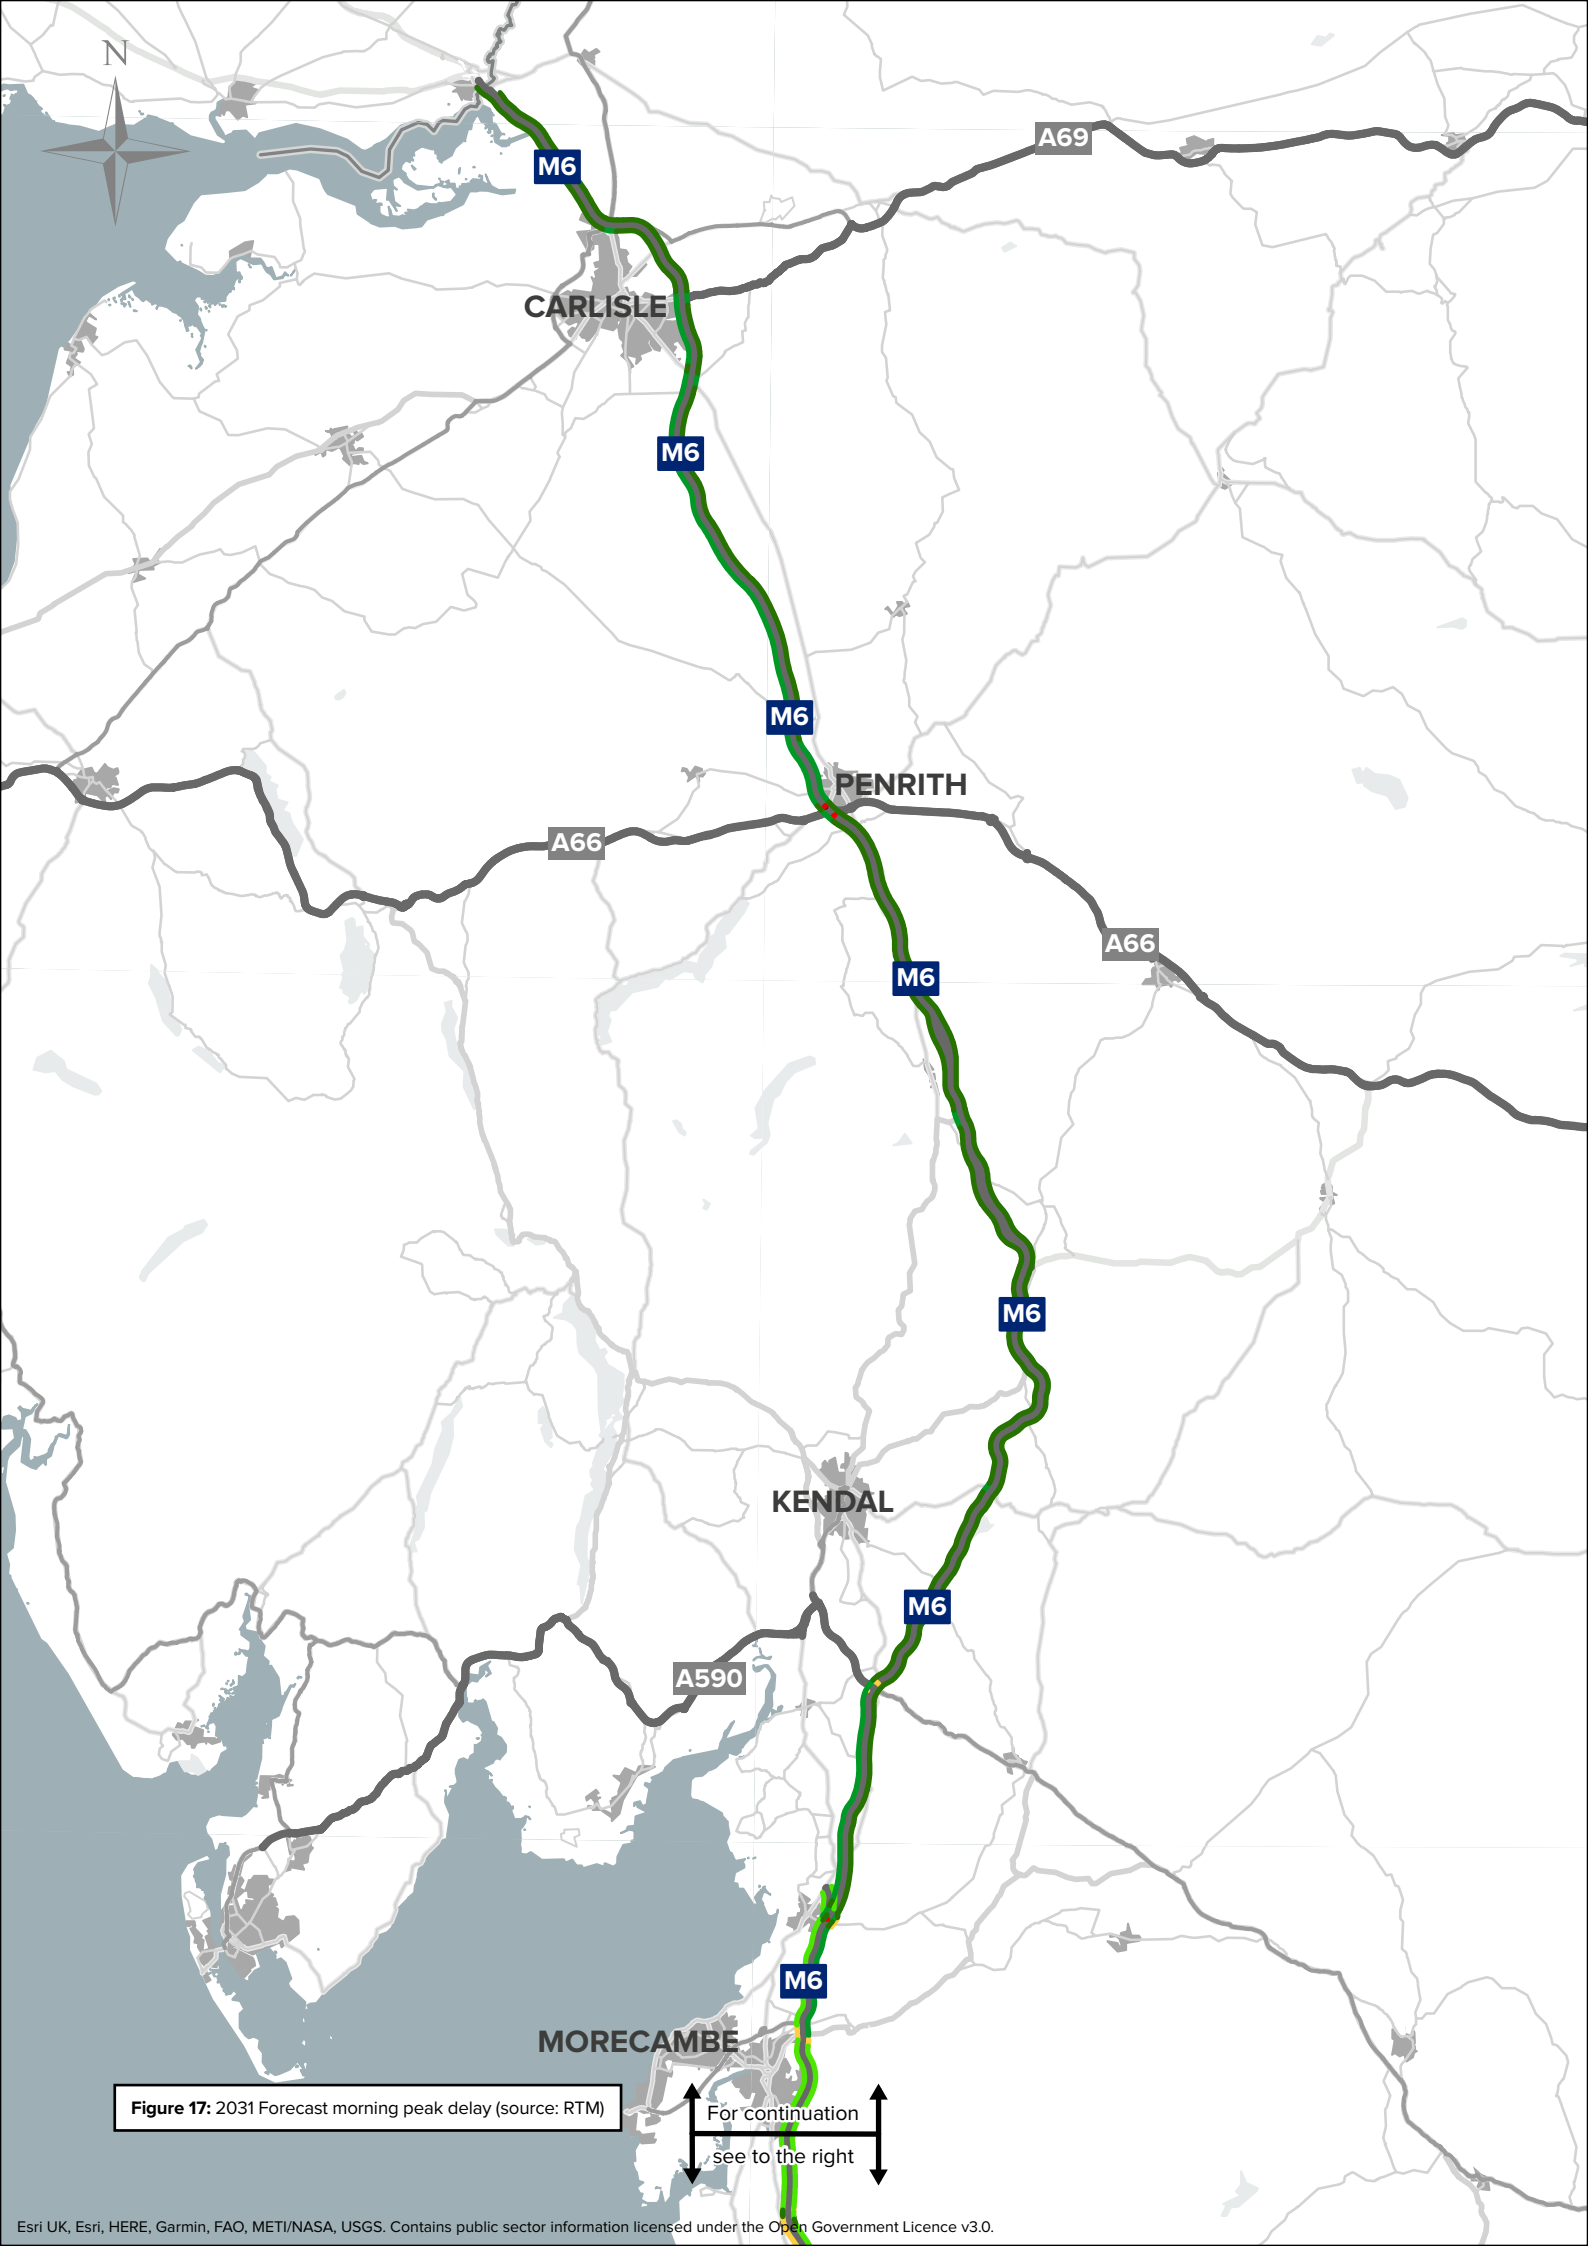 N
A69
M6
CARLISLE
M6
M6
PENRITH
A66
A66
M6
M6
KENDAL
M6
A590
M6
MORECAMBE
Figure 17: 2031 Forecast morning peak delay (source: RTM)
For continuation
see to the right
Esri UK, Esri, HERE, Garmin, FAO, METI/NASA, USGS. Contains public sector information licensed under the Open Government Licence v3.0.